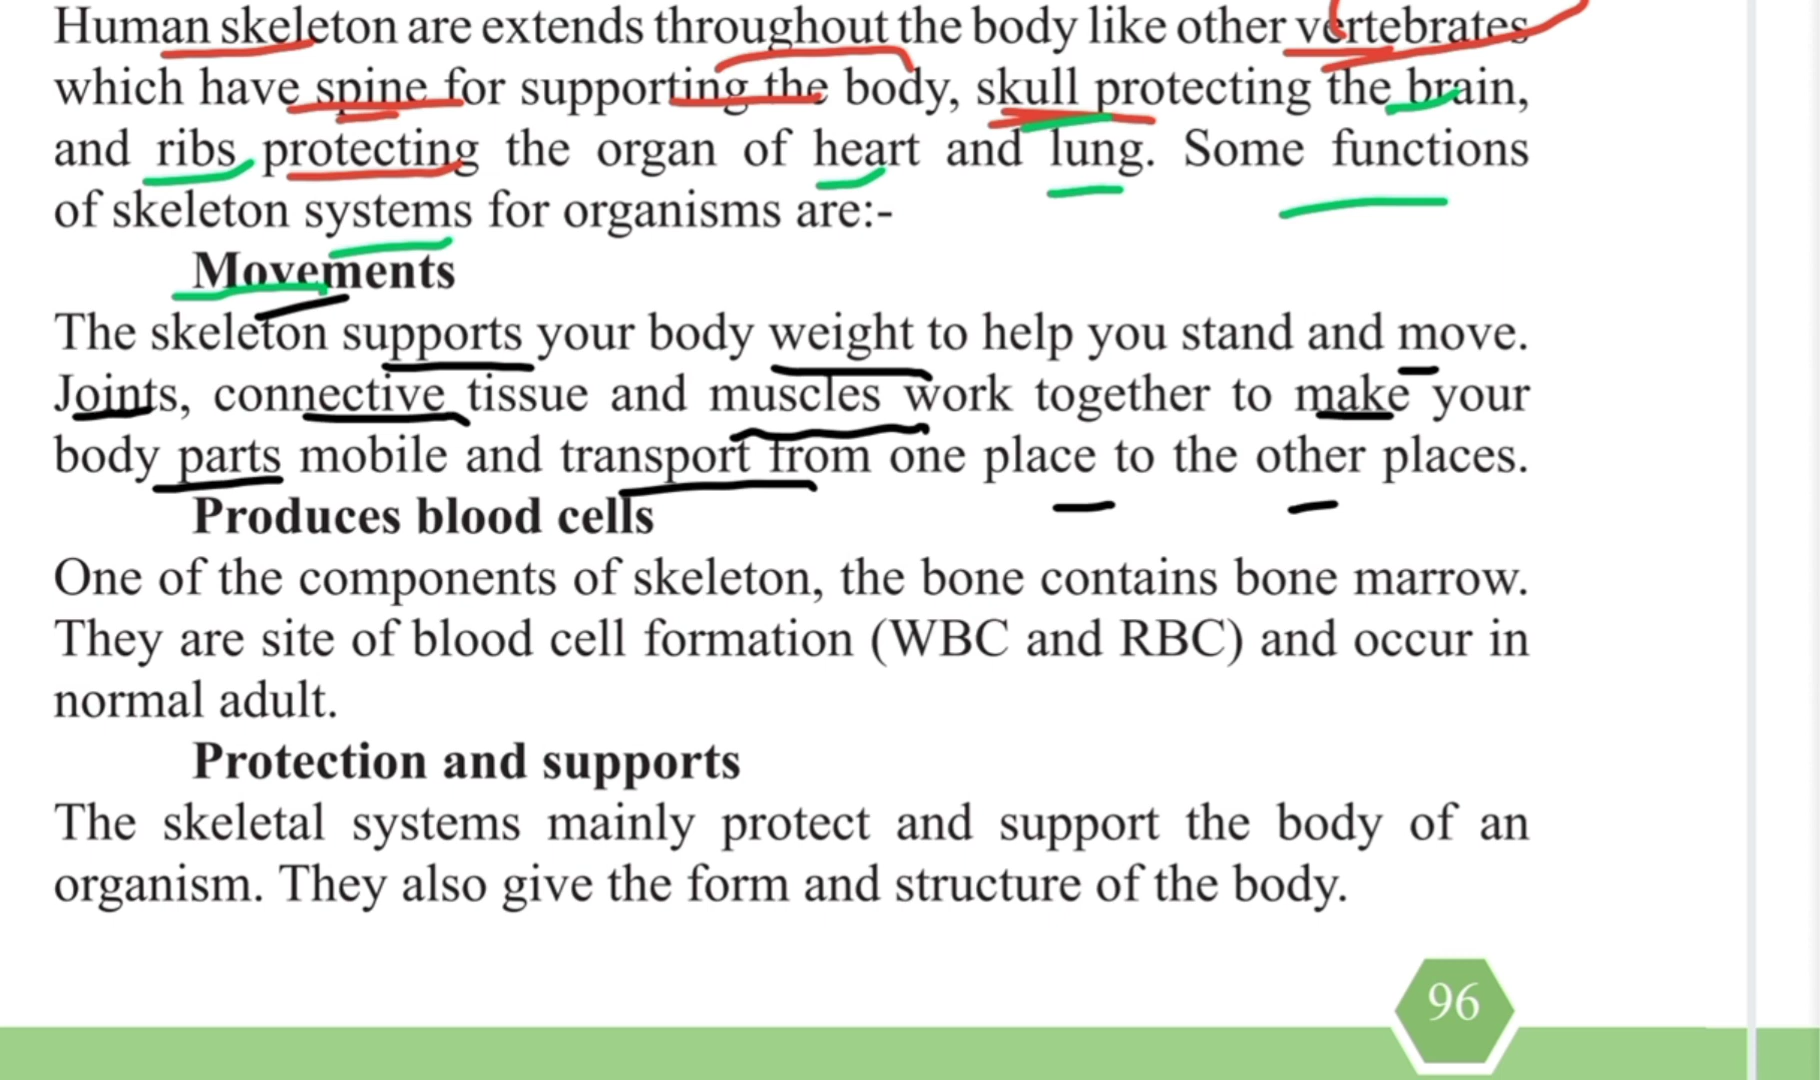 Human skeleton are extends throughout the body like other vertebrates
which have spine for supporting the body, skull protecting the brain,
and ribs protecting the organ of heart and lung. Some functions
of skeleton systems for organisms are:-
Movements
The skeleton supports your body weight to help you stand and move.
Joints, connective tissue and muscles work together to make your
body parts mobile and transport from one place to the other places.
Produces blood cells
One of the components of skeleton, the bone contains bone marrow.
They are site of blood cell formation (WBC and RBC) and occur in
normal adult.
Protection and supports
The skeletal systems mainly protect and support the body of an
organism. They also give the form and structure of the body.
96